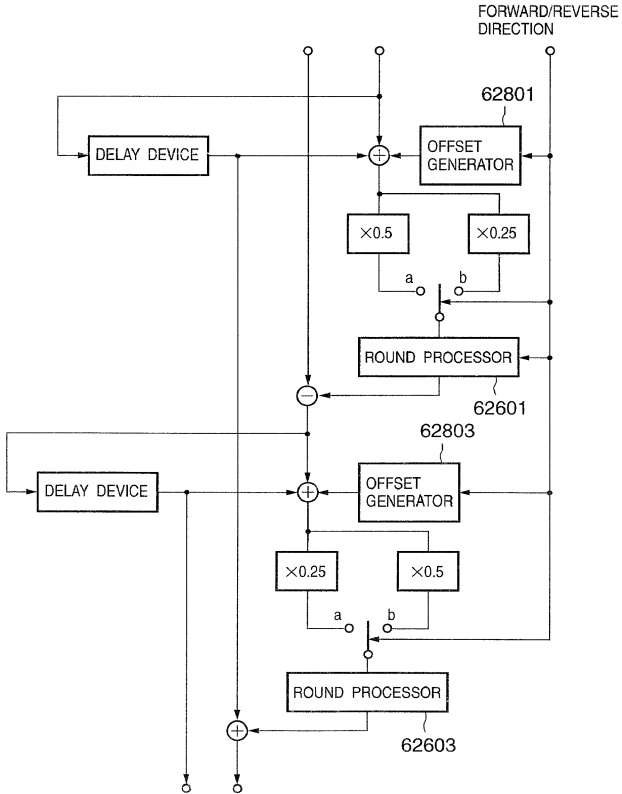 FORWARD/REVERSE
DIRECTION
62801
DELAY DEVICE
OFFSET
GENERATOR
×0.5
×0.25
a
b
ROUND PROCESSOR
62601
62803
DELAY DEVICE
OFFSET
GENERATOR
×0.25
×0.5
a
b
ROUND PROCESSOR
62603